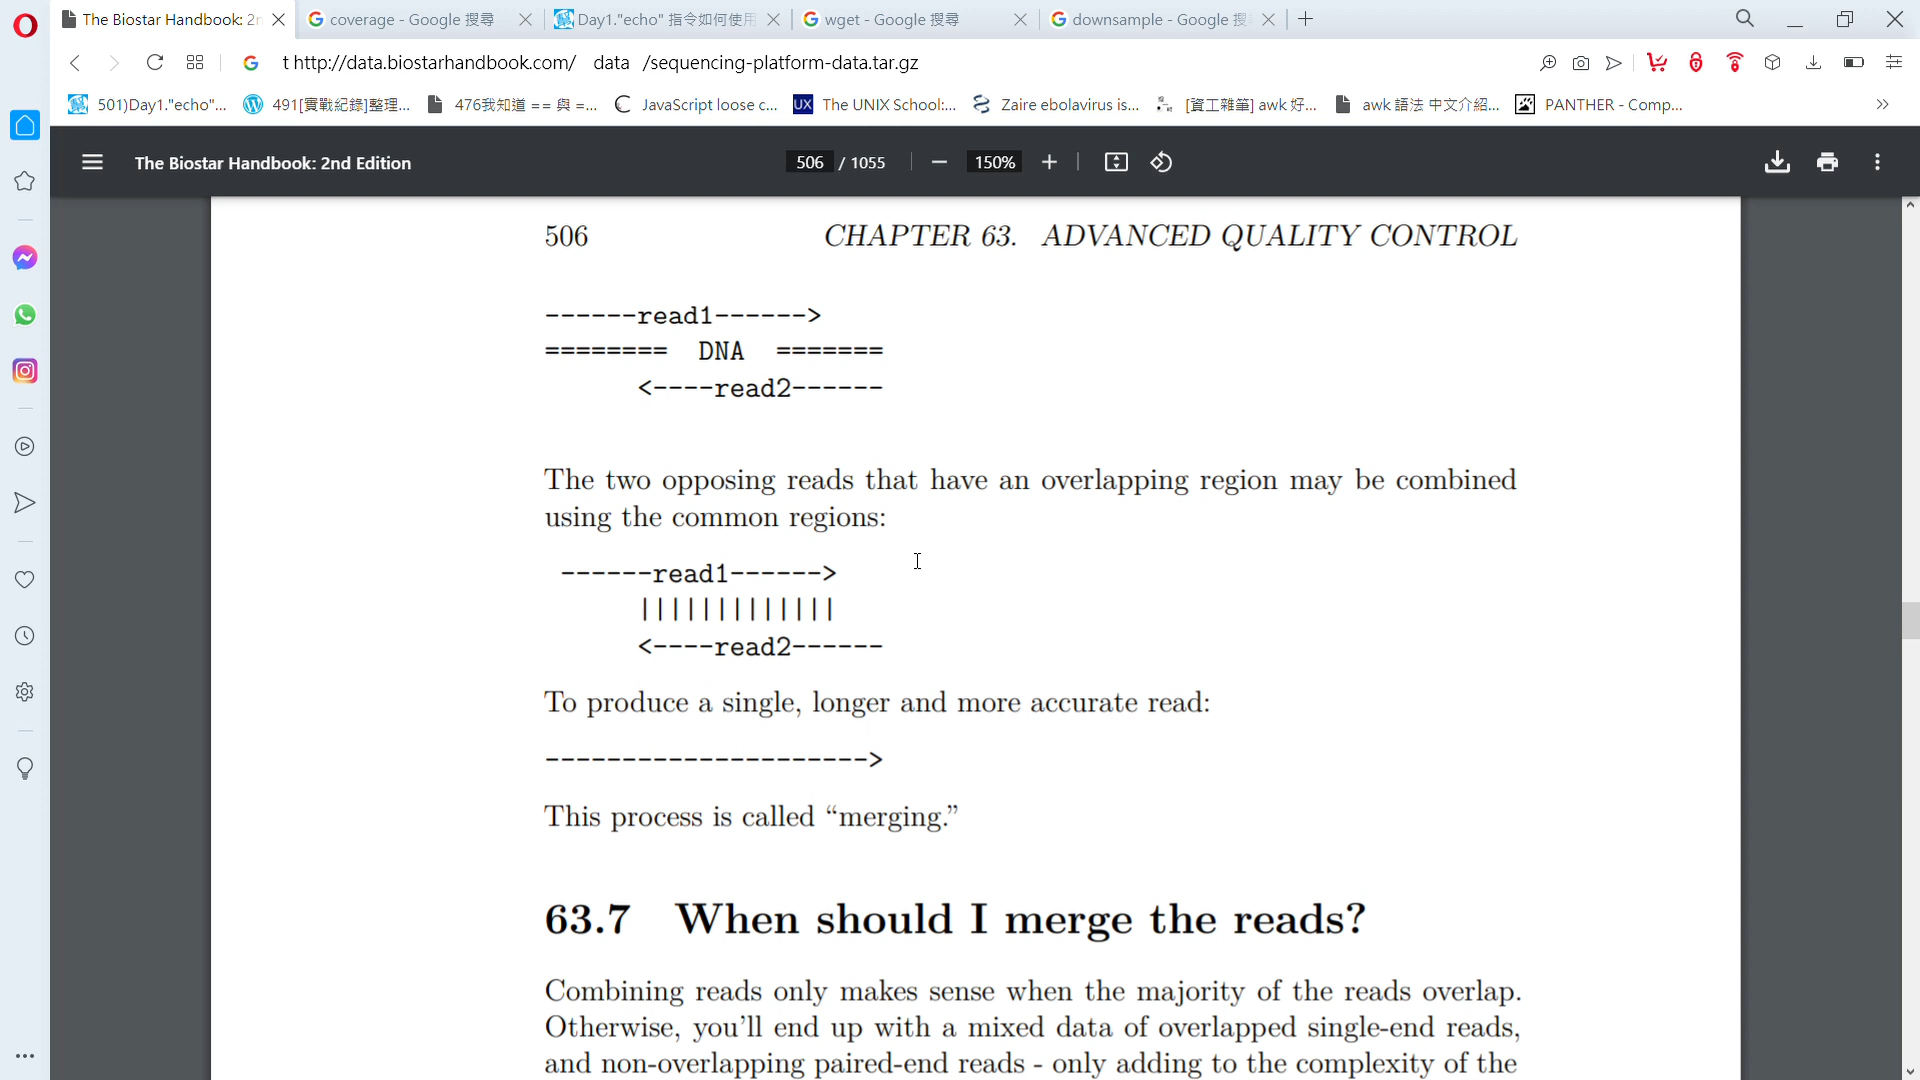 The Biostar Handbook: 2n
coverage - Google 搜尋
Day1."echo" 指令如何使用
wget - Google 搜尋
downsample - Google 搜
t http://data.biostarhandbook.com/ data /sequencing-platform-data.tar.gz
501)Day1."echo"...
491[實戰紀錄]整理...
476我知道 == 與 =...
JavaScript loose c...
UX The UNIX School:...
Zaire ebolavirus is...
[資工雜筆] awk 好...
awk 語法 中文介紹...
PANTHER - Comp...
The Biostar Handbook: 2nd Edition
506 / 1055
150%
506 CHAPTER 63. ADVANCED QUALITY CONTROL
------read1------>
======== DNA =======
<----read2------
The two opposing reads that have an overlapping region may be combined
using the common regions:
------read1------>
|||||||||||||
<----read2------
To produce a single, longer and more accurate read:
--------------------->
This process is called “merging.”
63.7 When should I merge the reads?
Combining reads only makes sense when the majority of the reads overlap.
Otherwise, you’ll end up with a mixed data of overlapped single-end reads,
and non-overlapping paired-end reads - only adding to the complexity of the